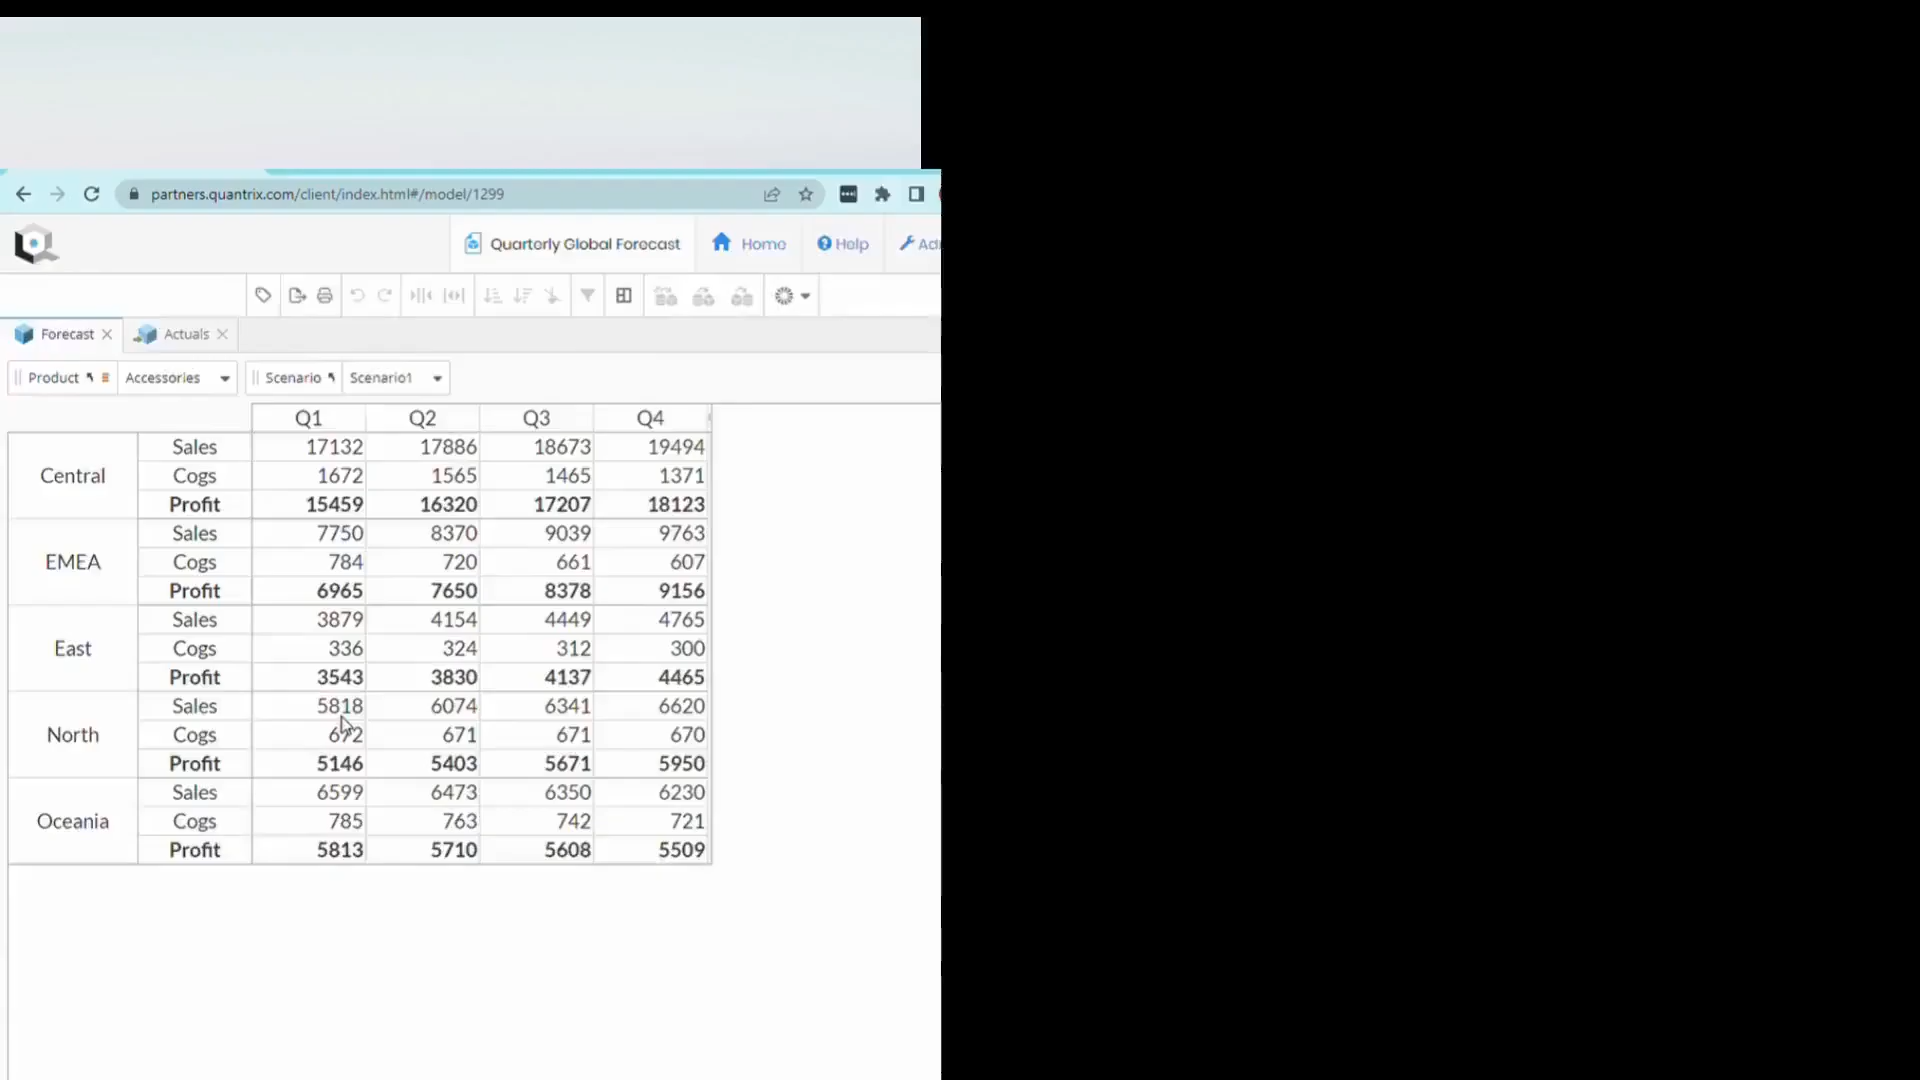 partners.quantrix.com/client/index.html#/model/1299
Quarterly Global Forecast Home Help
Forecast Actuals
Product Accessories Scenario Scenario1
Q1 Q2 Q3 Q4
Sales 17132 17886 18673 19494
Central Cogs 1672 1565 1465 1371
Profit 15459 16320 17207 18123
Sales 7750 8370 9039 9763
EMEA Cogs 784 720 661 607
Profit 6965 7650 8378 9156
Sales 3879 4154 4449 4765
East Cogs 336 324 312 300
Profit 3543 3830 4137 4465
Sales 5818 6074 6341 6620
North Cogs 672 671 671 670
Profit 5146 5403 5671 5950
Sales 6599 6473 6350 6230
Oceania Cogs 785 763 742 721
Profit 5813 5710 5608 5509